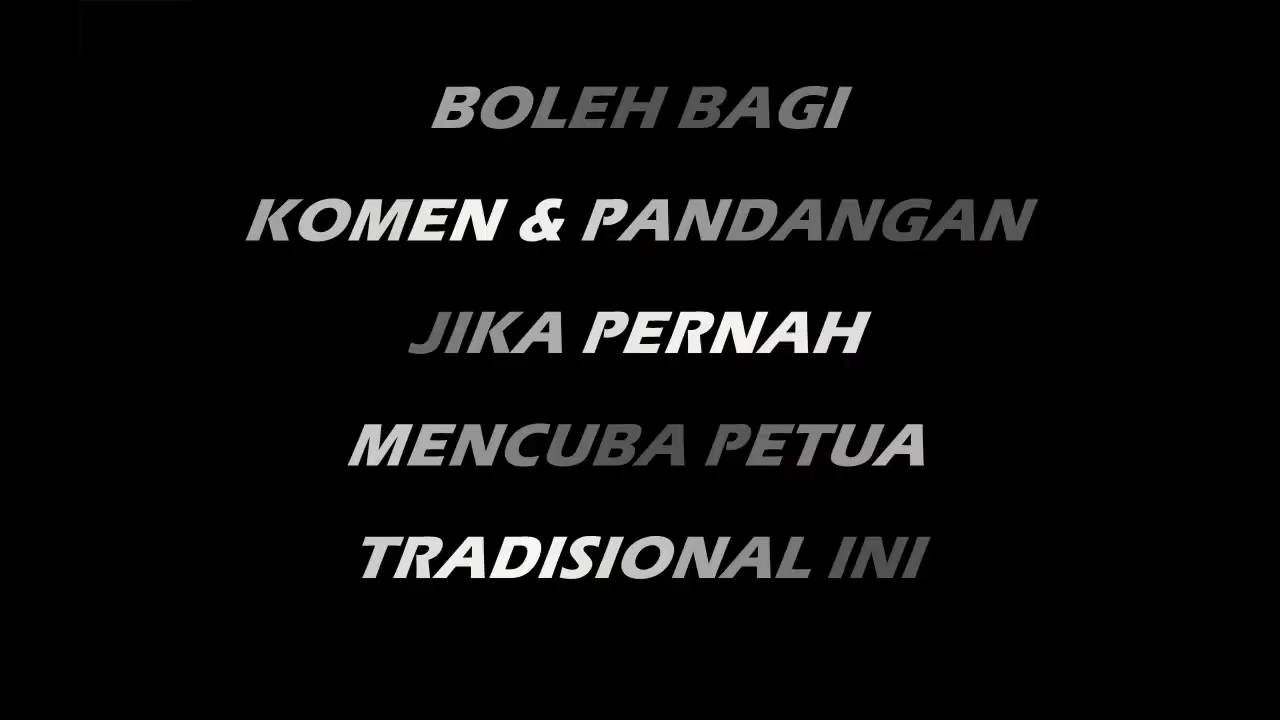 BOLEH BAGI
KOMEN & PANDANGAN
JIKA PERNAH
MENCUBA PETUA
TRADISIONAL INI